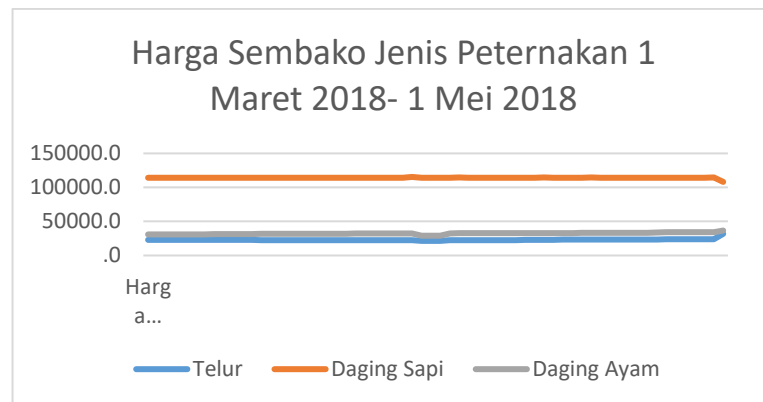 Harga Sembako Jenis Peternakan 1
Maret 2018- 1 Mei 2018
150000.0
100000.0
50000.0
.0
Harg
a...
Telur
Daging Sapi
Daging Ayam